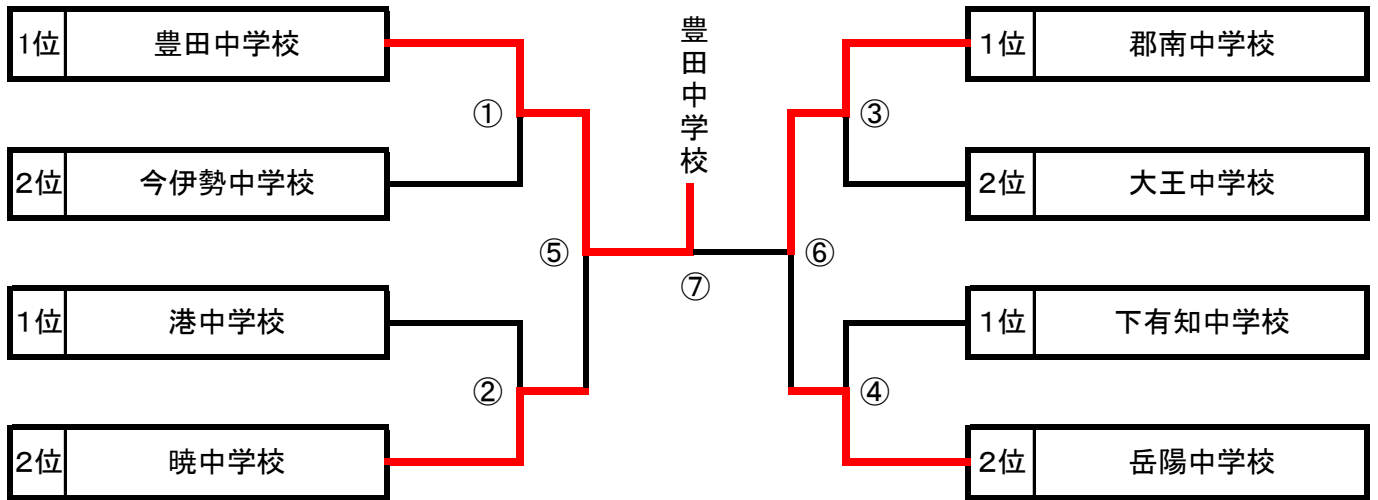 1位 豊田中学校
2位 今伊勢中学校
1位 港中学校
2位 暁中学校
①
②
⑤
豊田中学校
⑦
⑥
③
④
1位 郡南中学校
2位 大王中学校
1位 下有知中学校
2位 岳陽中学校